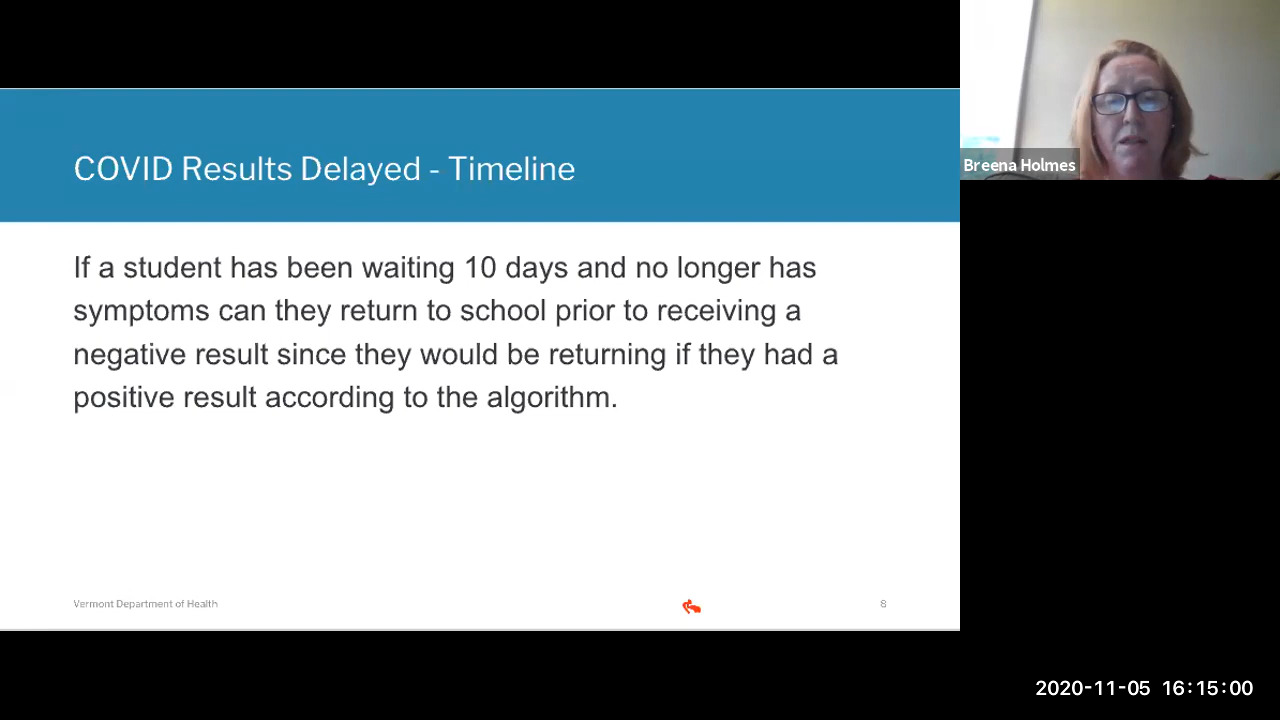 COVID Results Delayed - Timeline
Breena Holmes
If a student has been waiting 10 days and no longer has
symptoms can they return to school prior to receiving a
negative result since they would be returning if they had a
positive result according to the algorithm.
Vermont Department of Health
8
2020-11-05 16:15:00